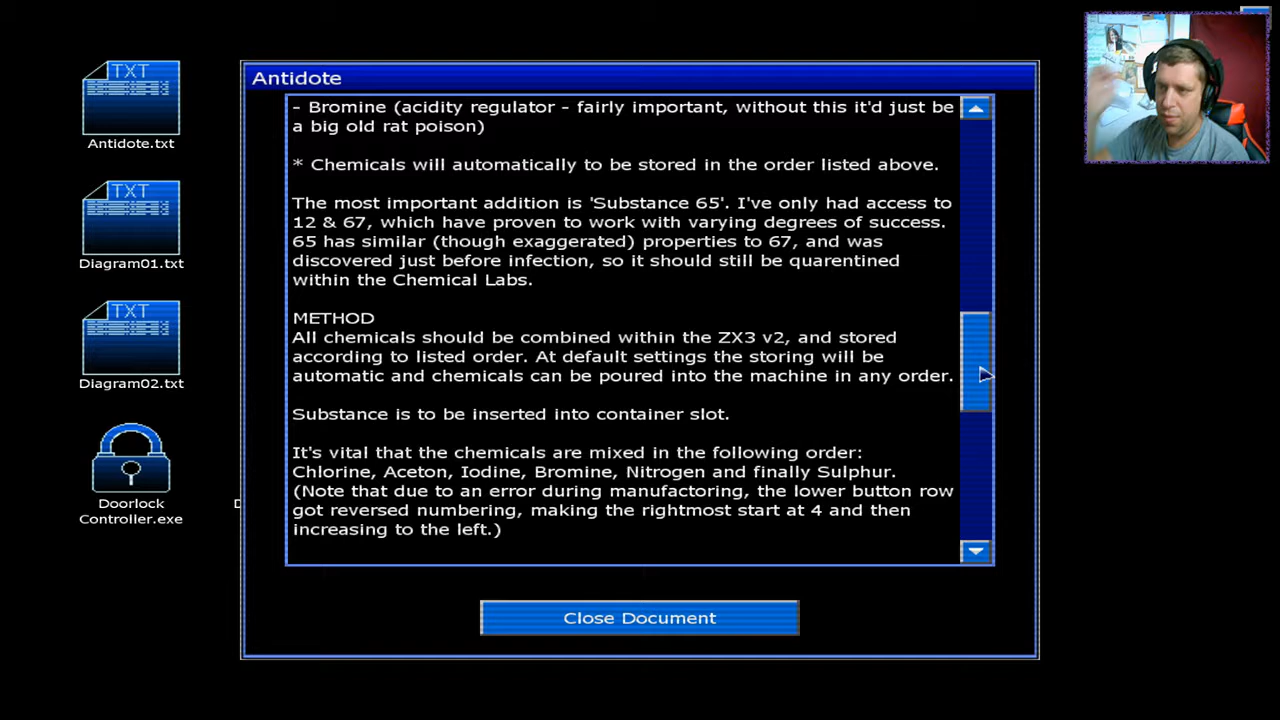 Antidote
- Bromine (acidity regulator - fairly important, without this it'd just be
a big old rat poison)
* Chemicals will automatically to be stored in the order listed above.
The most important addition is 'Substance 65'. I've only had access to
12 & 67, which have proven to work with varying degrees of success.
65 has similar (though exaggerated) properties to 67, and was
discovered just before infection, so it should still be quarentined
within the Chemical Labs.
METHOD
All chemicals should be combined within the ZX3 v2, and stored
according to listed order. At default settings the storing will be
automatic and chemicals can be poured into the machine in any order.
Substance is to be inserted into container slot.
It's vital that the chemicals are mixed in the following order:
Chlorine, Aceton, Iodine, Bromine, Nitrogen and finally Sulphur.
(Note that due to an error during manufactoring, the lower button row
got reversed numbering, making the rightmost start at 4 and then
increasing to the left.)
Close Document
TXT
Antidote.txt
TXT
Diagram01.txt
TXT
Diagram02.txt
Doorlock
Controller.exe
D